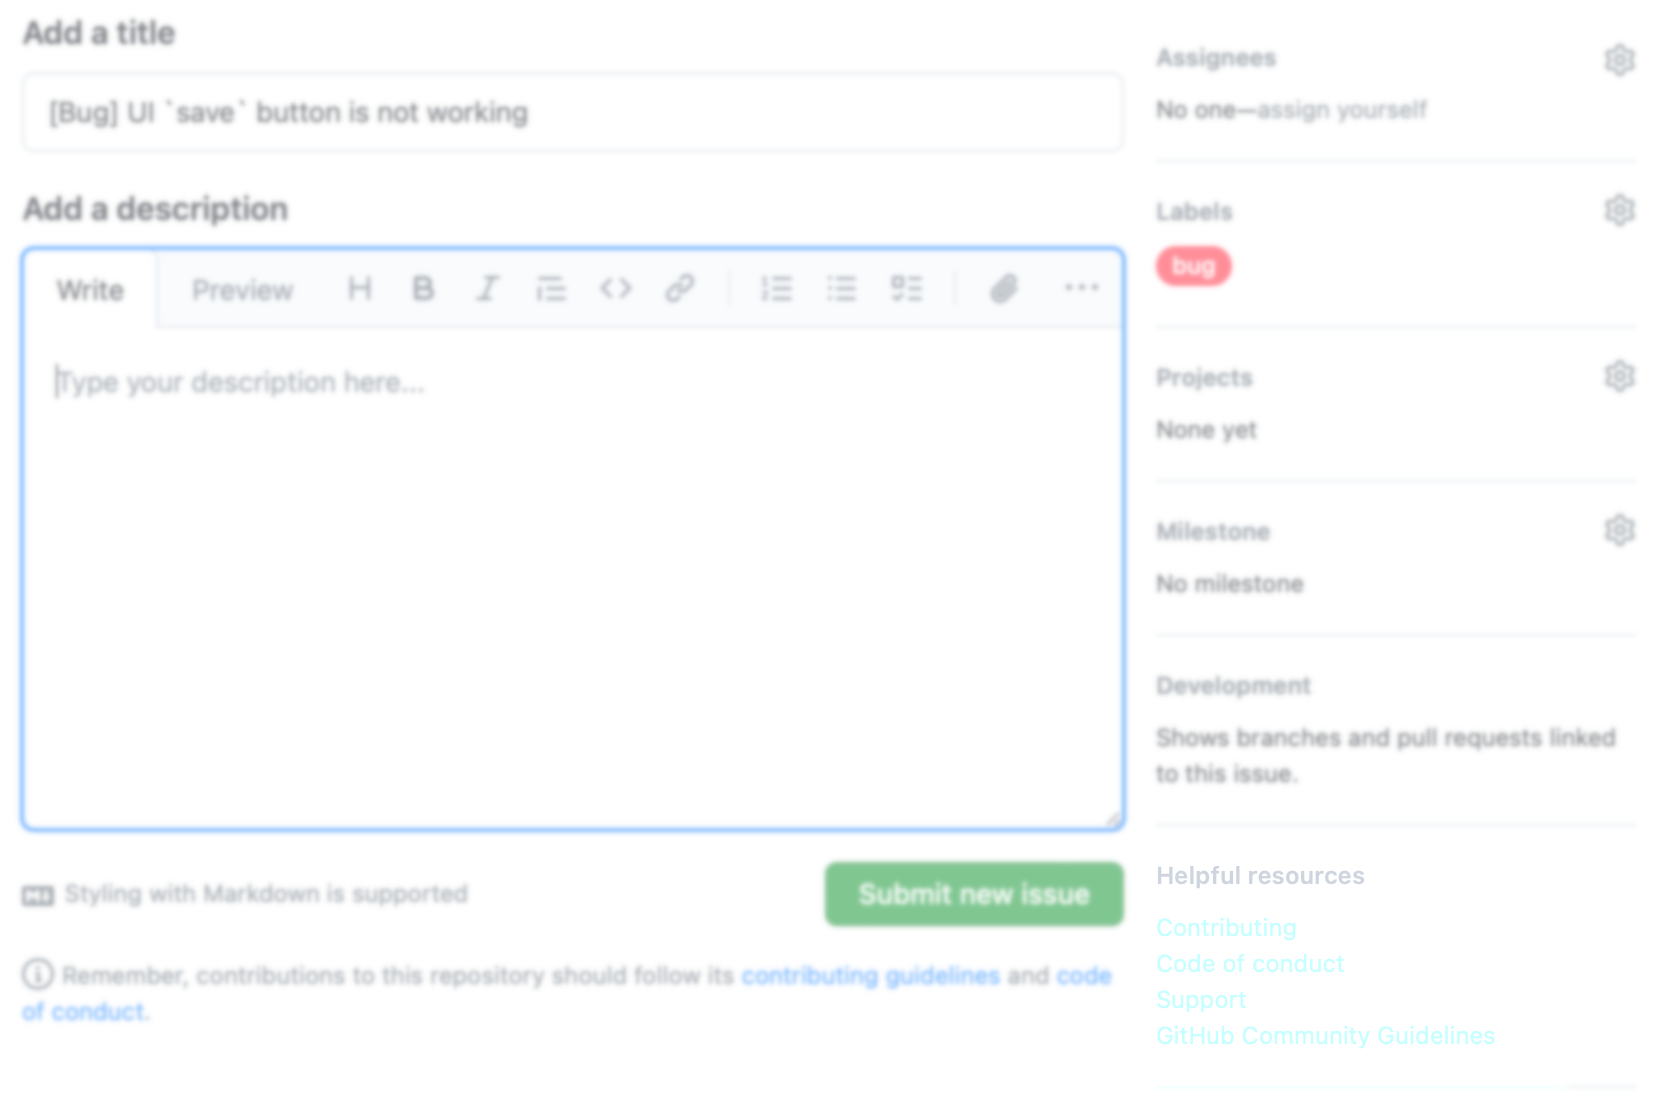 Add a title
[Bug] UI `save` button is not working
Add a description
Write Preview
Type your description here...
Styling with Markdown is supported
Submit new issue
Remember, contributions to this repository should follow its contributing guidelines and code
of conduct.
Assignees
No one—assign yourself
Labels
bug
Projects
None yet
Milestone
No milestone
Development
Shows branches and pull requests linked
to this issue.
Helpful resources
Contributing
Code of conduct
Support
GitHub Community Guidelines